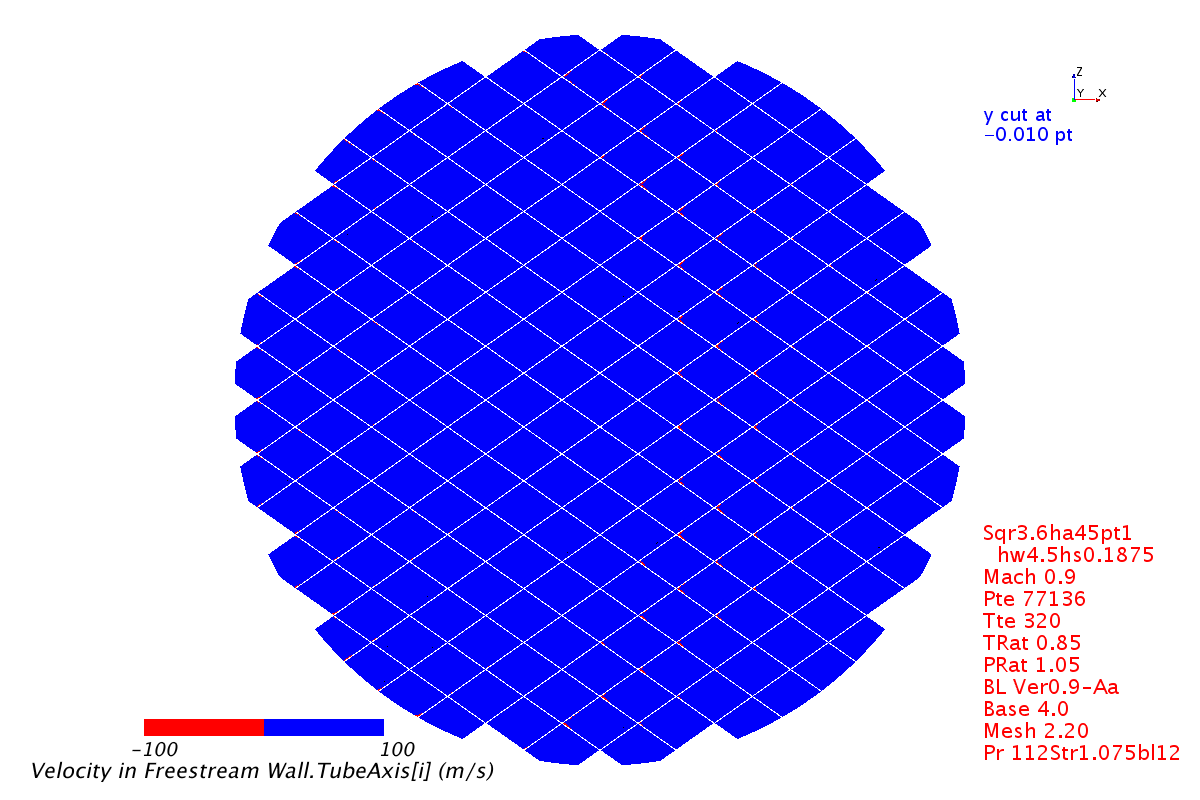 Z
Y X
y cut at
−0.010 pt
Sqr3.6ha45pt1
hw4.5hs0.1875
Mach 0.9
Pte 77136
Tte 320
TRat 0.85
PRat 1.05
BL Ver0.9−Aa
Base 4.0
Mesh 2.20
Pr 112Str1.075bl12
−100 100
Velocity in Freestream Wall.TubeAxis[i] (m/s)